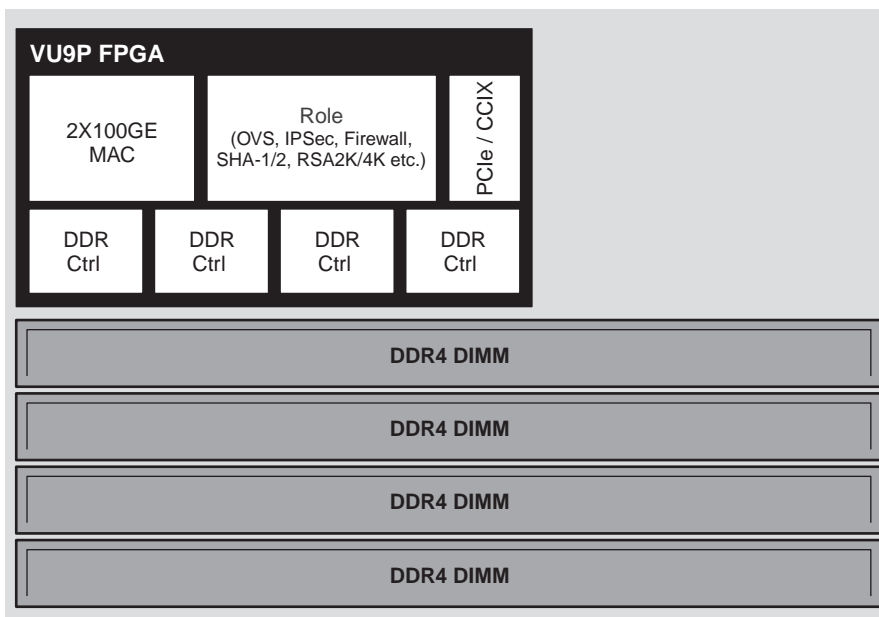 VU9P FPGA
2X100GE
MAC
Role
(OVS, IPSec, Firewall,
SHA-1/2, RSA2K/4K etc.)
PCIe / CCIX
DDR
Ctrl
DDR
Ctrl
DDR
Ctrl
DDR
Ctrl
DDR4 DIMM
DDR4 DIMM
DDR4 DIMM
DDR4 DIMM